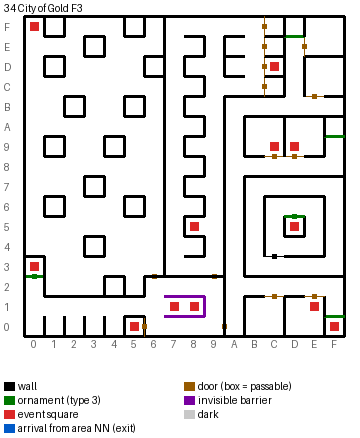 34 City of Gold F3
F
E
D
C
B
A
9
8
7
6
5
4
3
2
1
0
0 1 2 3 4 5 6 7 8 9 A B C D E F
wall
ornament (type 3)
event square
arrival from area NN (exit)
door (box = passable)
invisible barrier
dark